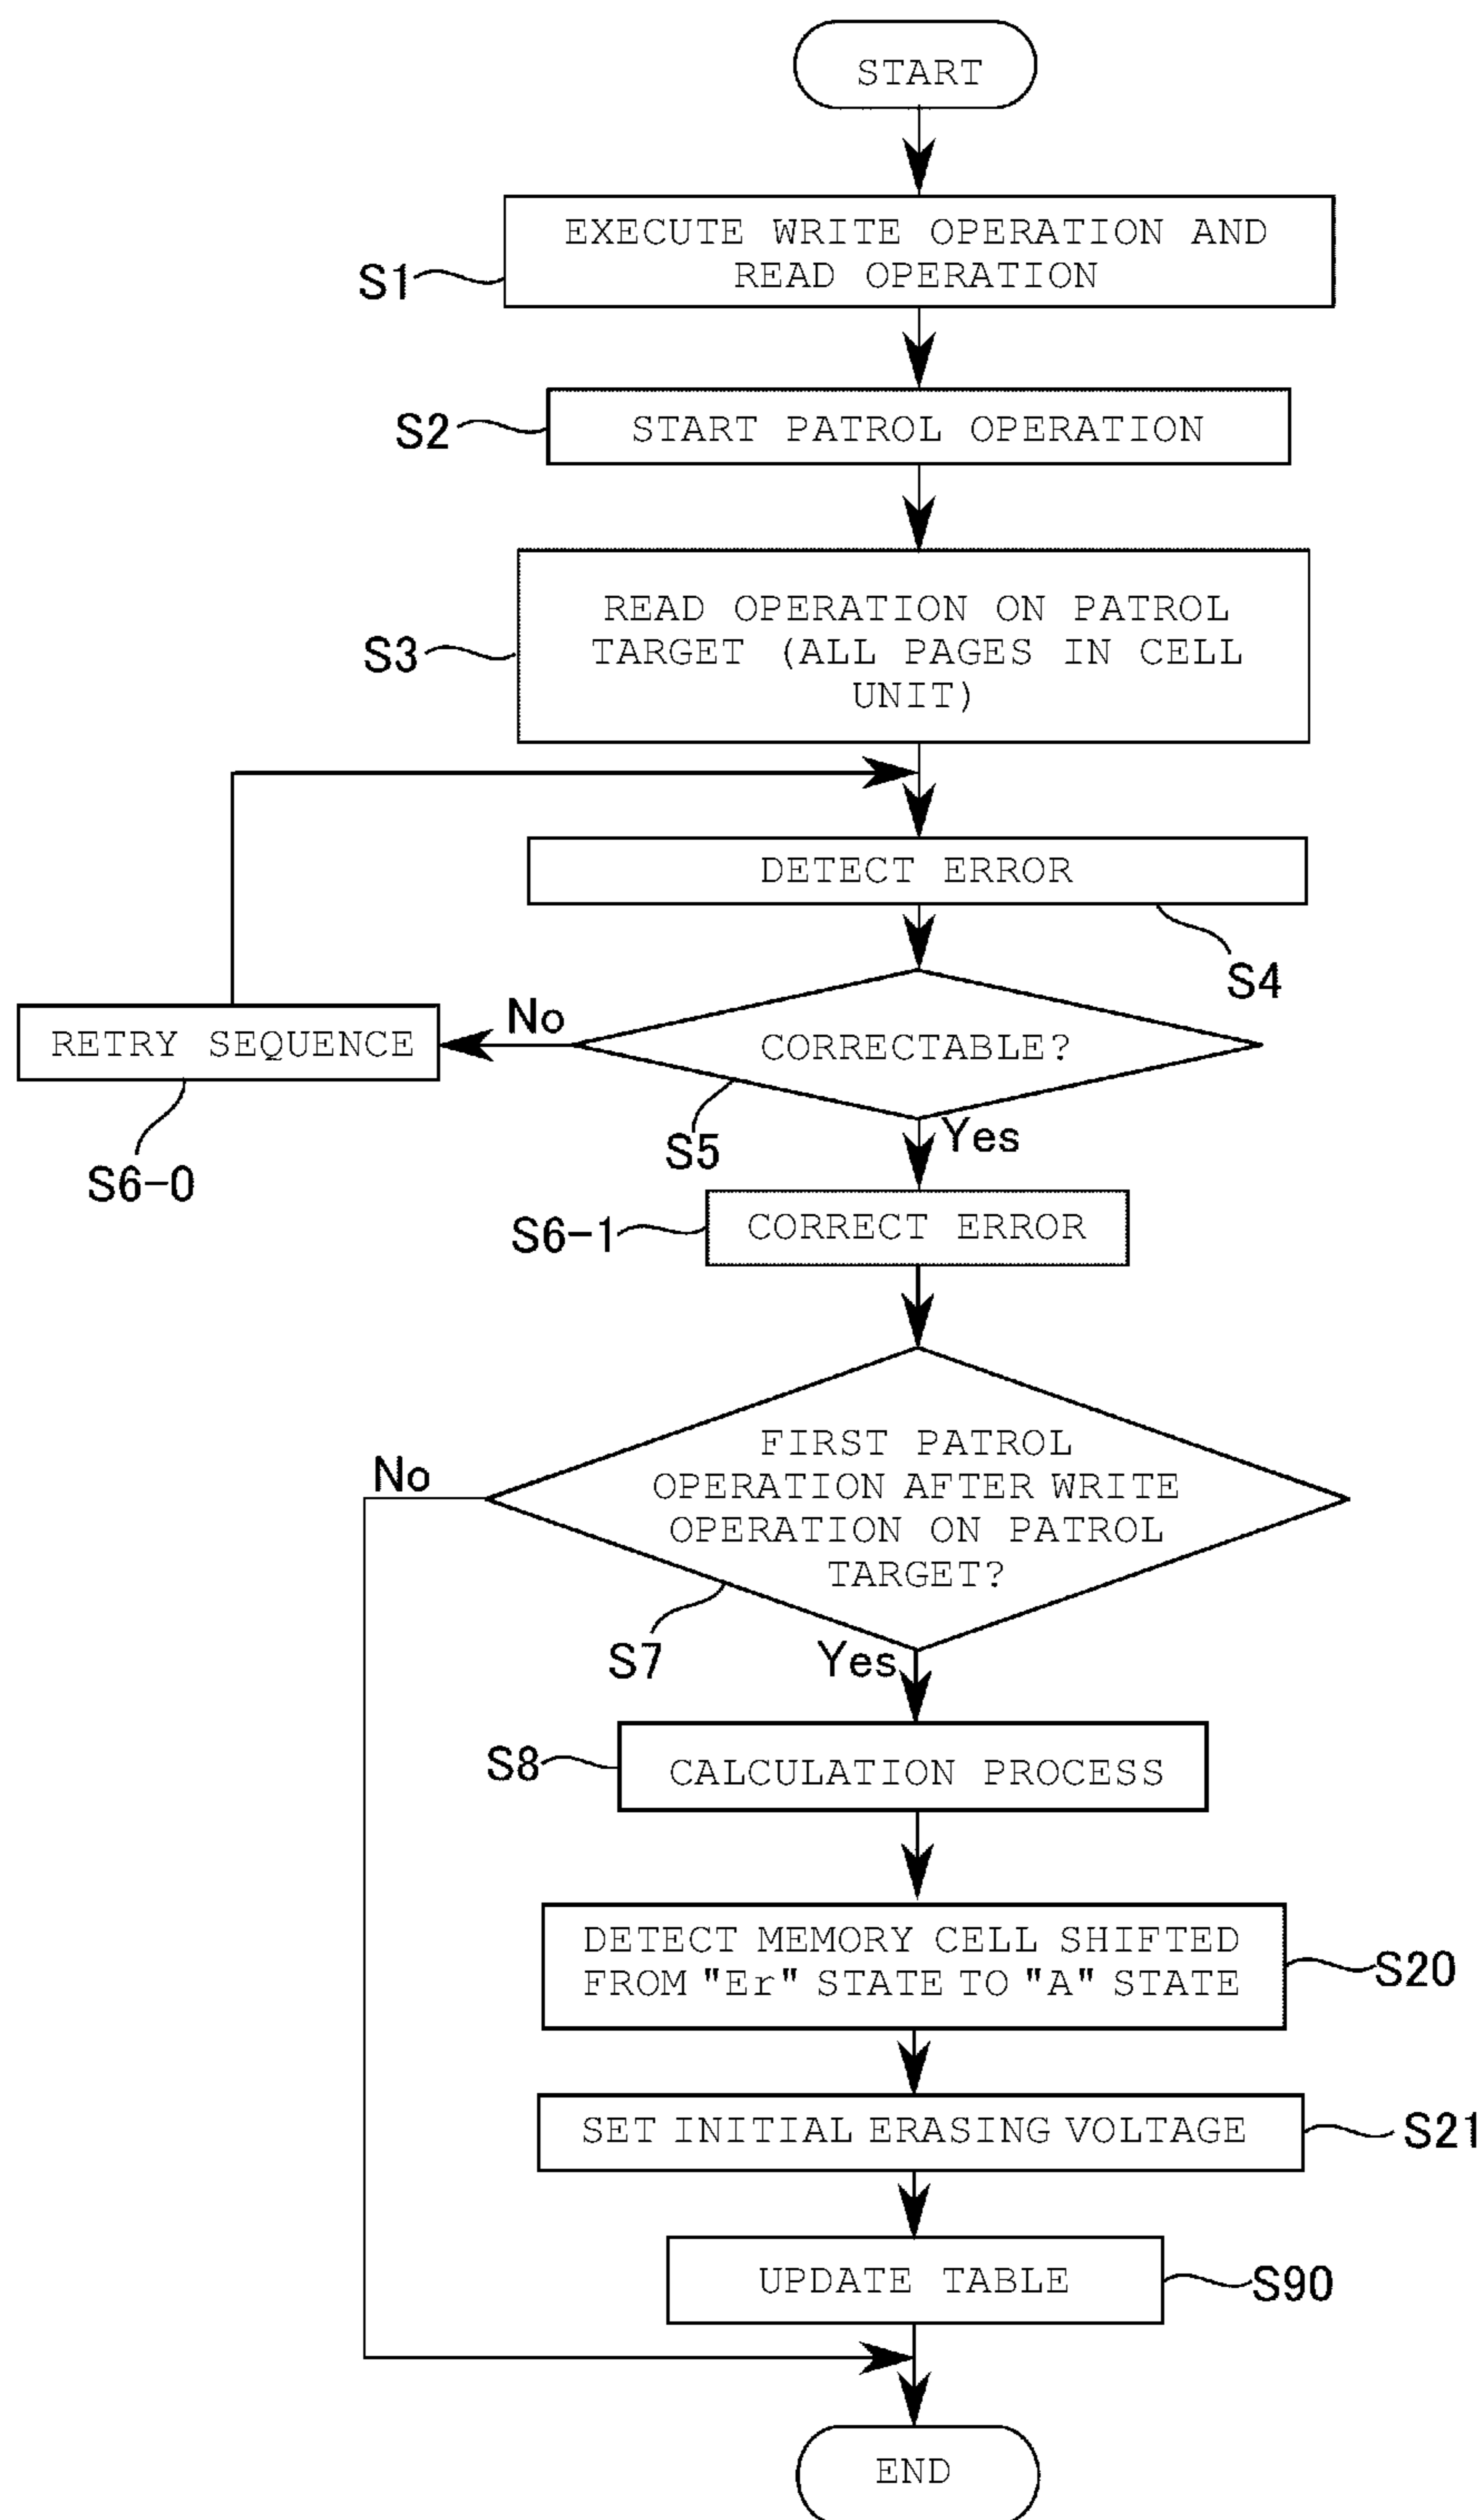 START
EXECUTE WRITE OPERATION AND
READ OPERATION
S1
START PATROL OPERATION
S2
READ OPERATION ON PATROL
TARGET (ALL PAGES IN CELL
UNIT)
S3
DETECT ERROR
S4
CORRECTABLE?
No
RETRY SEQUENCE
S5
Yes
S6-0
S6-1
CORRECT ERROR
No
FIRST PATROL
OPERATION AFTER WRITE
OPERATION ON PATROL
TARGET?
S7
Yes
S8
CALCULATION PROCESS
DETECT MEMORY CELL SHIFTED
FROM "Er" STATE TO "A" STATE
S20
SET INITIAL ERASING VOLTAGE
S21
UPDATE TABLE
S90
END